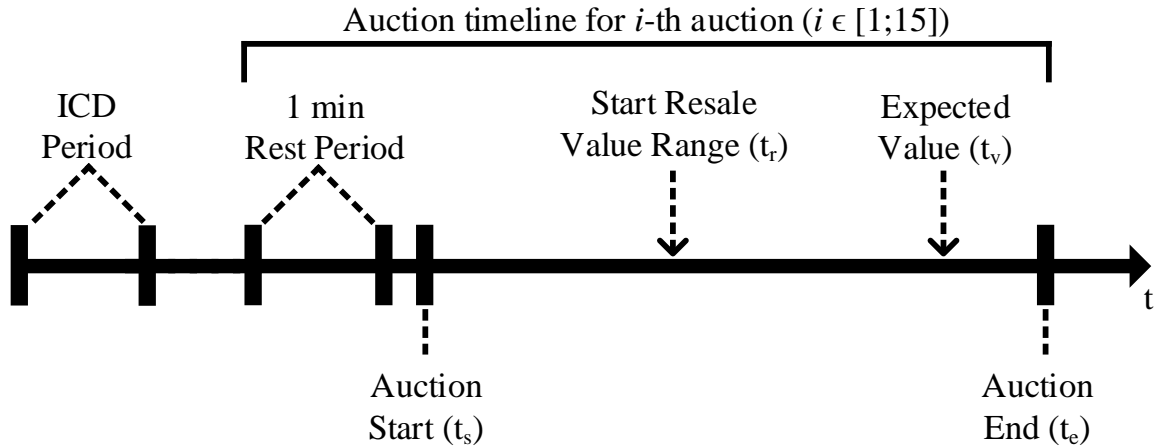 Auction timeline for i-th auction (i ϵ [1;15])
ICD
Period
1 min
Rest Period
Start Resale
Value Range (tᵣ)
Expected
Value (tᵥ)
t
Auction
Start (tₛ)
Auction
End (tₑ)